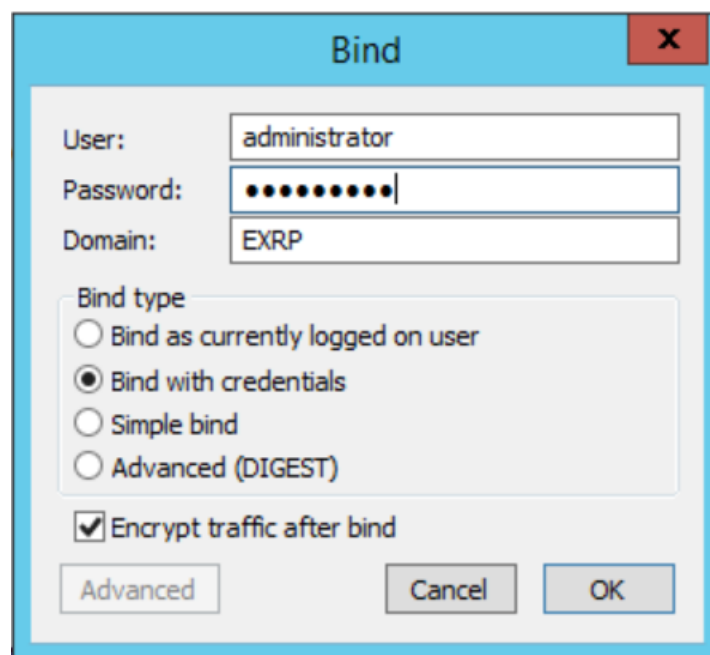 Bind
X
User: administrator
Password: •••••••••
Domain: EXRP
Bind type
Bind as currently logged on user
Bind with credentials
Simple bind
Advanced (DIGEST)
Encrypt traffic after bind
Advanced Cancel OK